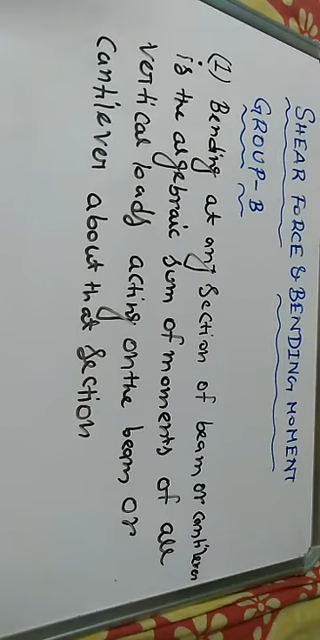 SHEAR FORCE & BENDING MOMENT
GROUP-B
(1) Bending at any section of beam or cantilever
is the algebraic sum of moments of all
vertical loads acting on the beam or
cantilever about that section